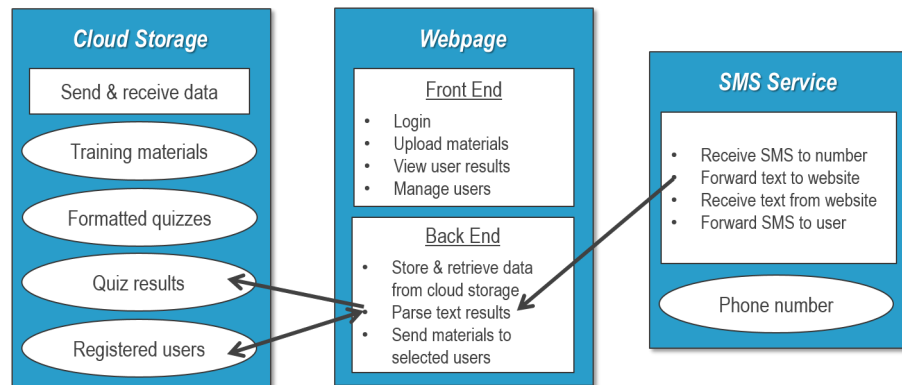 Cloud Storage
Send & receive data
Training materials
Formatted quizzes
Quiz results
Registered users
Webpage
Front End
• Login
• Upload materials
• View user results
• Manage users
Back End
• Store & retrieve data
from cloud storage
• Parse text results
• Send materials to
selected users
SMS Service
• Receive SMS to number
• Forward text to website
• Receive text from website
• Forward SMS to user
Phone number